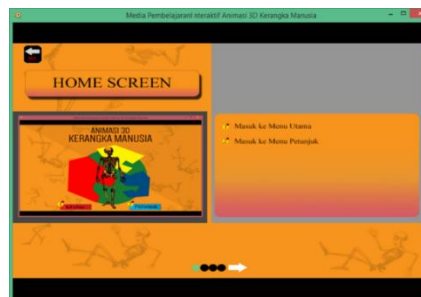 Media Pembelajaran Interaktif Animasi 3D Kerangka Manusia
HOME SCREEN
ANIMASI 3D
KERANGKA MANUSIA
Masuk ke Menu Utama
Masuk ke Menu Petunjuk